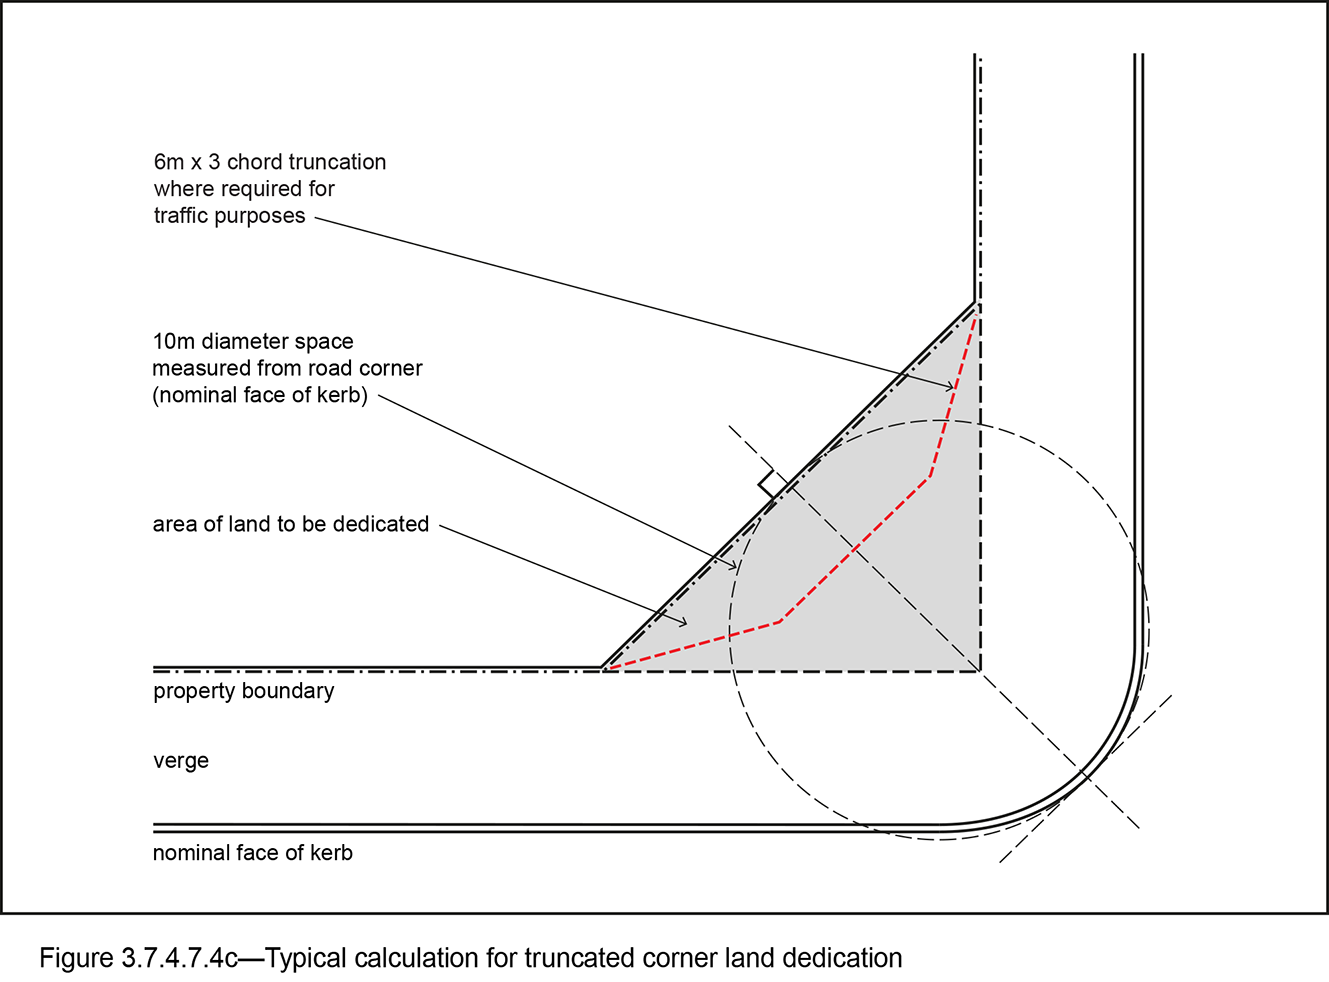 6m x 3 chord truncation
where required for
traffic purposes
10m diameter space
measured from road corner
(nominal face of kerb)
area of land to be dedicated
property boundary
verge
nominal face of kerb
Figure 3.7.4.7.4c—Typical calculation for truncated corner land dedication